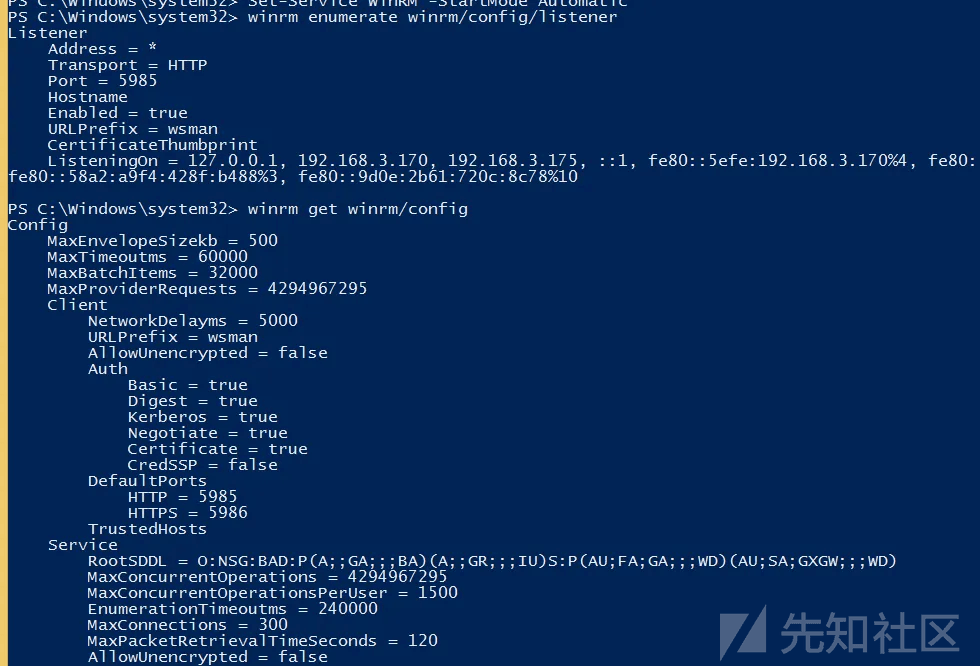 PS C:\Windows\system32> Set-Service WinRM -StartMode Automatic
PS C:\Windows\system32> winrm enumerate winrm/config/listener
Listener
    Address = *
    Transport = HTTP
    Port = 5985
    Hostname
    Enabled = true
    URLPrefix = wsman
    CertificateThumbprint
    ListeningOn = 127.0.0.1, 192.168.3.170, 192.168.3.175, ::1, fe80::5efe:192.168.3.170%4, fe80:
fe80::58a2:a9f4:428f:b488%3, fe80::9d0e:2b61:720c:8c78%10
PS C:\Windows\system32> winrm get winrm/config
Config
    MaxEnvelopeSizekb = 500
    MaxTimeoutms = 60000
    MaxBatchItems = 32000
    MaxProviderRequests = 4294967295
    Client
        NetworkDelayms = 5000
        URLPrefix = wsman
        AllowUnencrypted = false
        Auth
            Basic = true
            Digest = true
            Kerberos = true
            Negotiate = true
            Certificate = true
            CredSSP = false
        DefaultPorts
            HTTP = 5985
            HTTPS = 5986
        TrustedHosts
    Service
        RootSDDL = O:NSG:BAD:P(A;;GA;;;BA)(A;;GR;;;IU)S:P(AU;FA;GA;;;WD)(AU;SA;GXGW;;;WD)
        MaxConcurrentOperations = 4294967295
        MaxConcurrentOperationsPerUser = 1500
        EnumerationTimeoutms = 240000
        MaxConnections = 300
        MaxPacketRetrievalTimeSeconds = 120
        AllowUnencrypted = false
先知社区